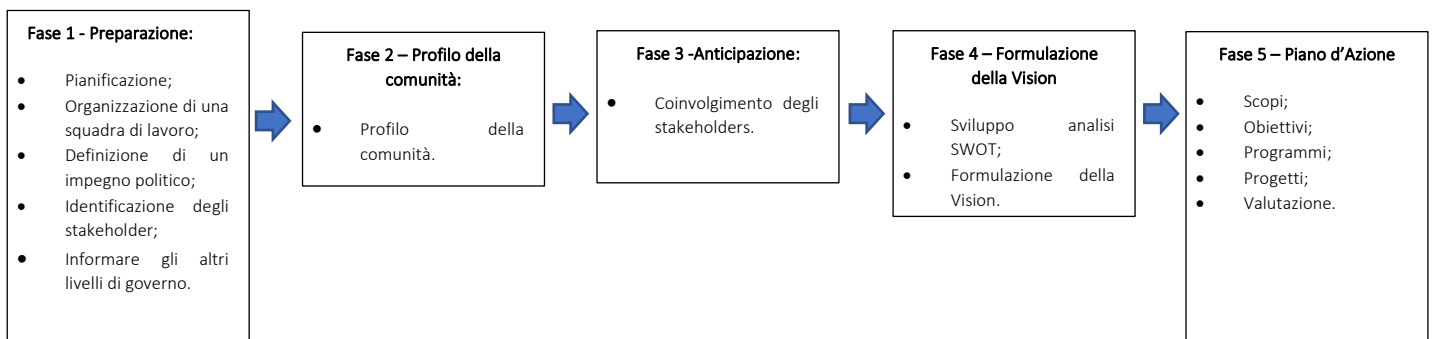 Fase 1 - Preparazione:
• Pianificazione;
• Organizzazione di una
squadra di lavoro;
• Definizione di un
impegno politico;
• Identificazione degli
stakeholder;
• Informare gli altri
livelli di governo.
Fase 2 – Profilo della
comunità:
• Profilo della
comunità.
Fase 3 -Anticipazione:
• Coinvolgimento degli
stakeholders.
Fase 4 – Formulazione
della Vision
• Sviluppo analisi
SWOT;
• Formulazione della
Vision.
Fase 5 – Piano d’Azione
• Scopi;
• Obiettivi;
• Programmi;
• Progetti;
• Valutazione.